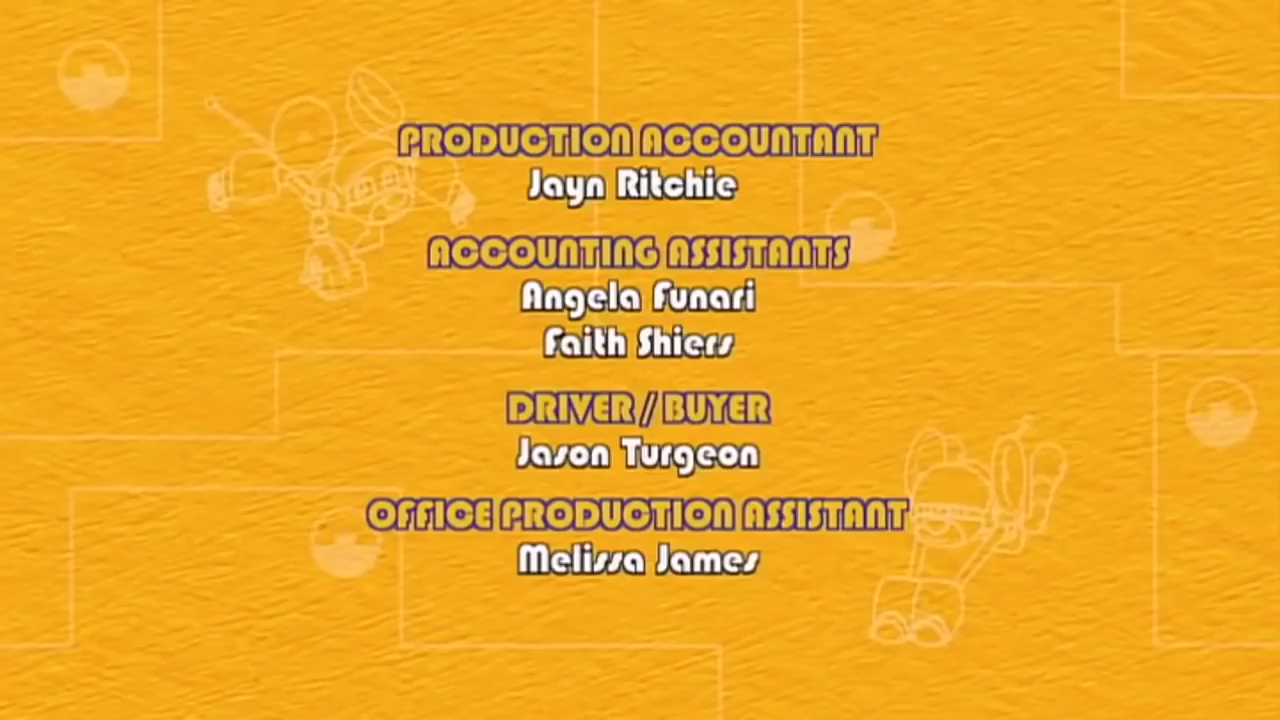 PRODUCTION ACCOUNTANT
Jayn Ritchie
ACCOUNTING ASSISTANTS
Angela Funari
Faith Shiers
DRIVER / BUYER
Jason Turgeon
OFFICE PRODUCTION ASSISTANT
Melissa James